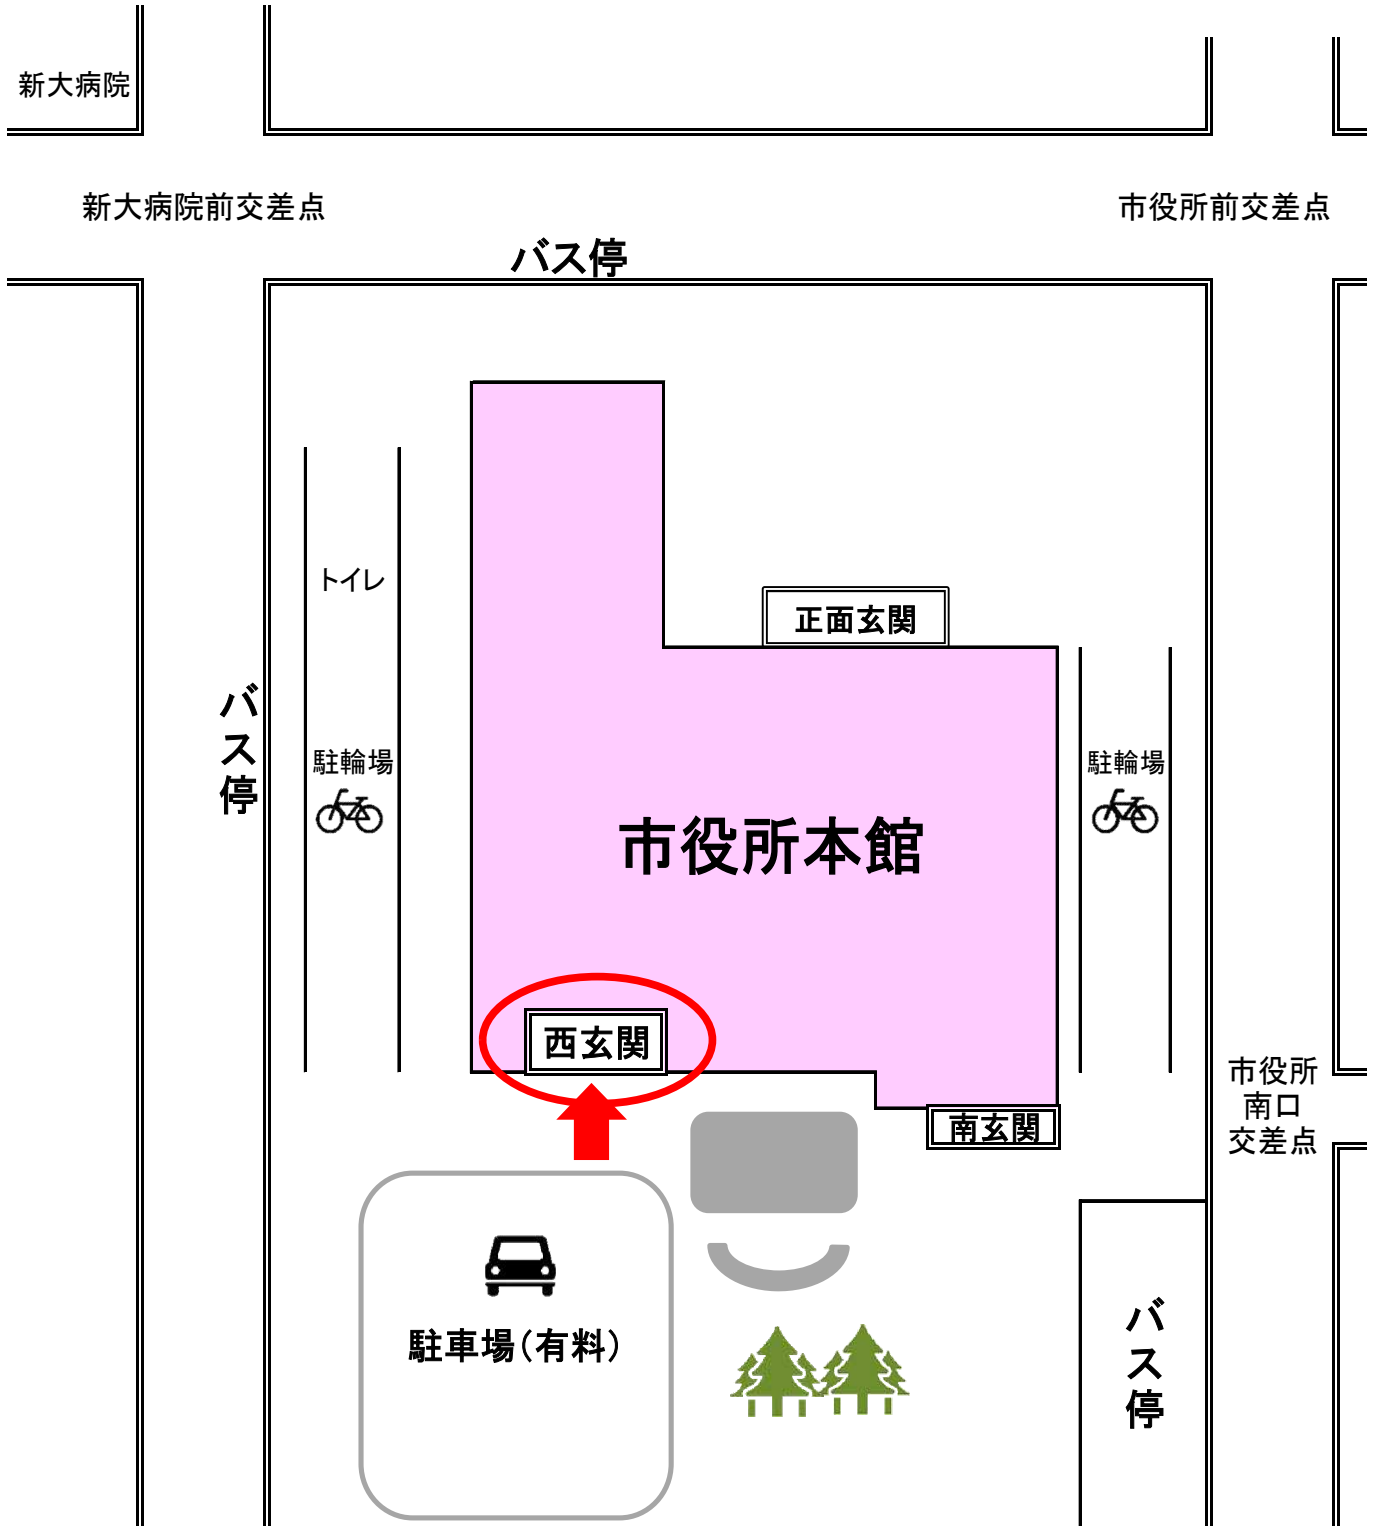 新大病院
新大病院前交差点
市役所前交差点
バス停
トイレ
正面玄関
バス停
駐輪場
駐輪場
市役所本館
西玄関
市役所
南口
交差点
南玄関
駐車場(有料)
バス停